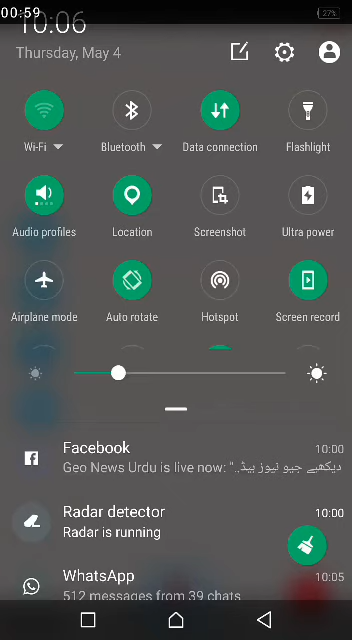 00:59
10:06
27%
Thursday, May 4
Wi-Fi
Bluetooth
Data connection
Flashlight
Audio profiles
Location
Screenshot
Ultra power
Airplane mode
Auto rotate
Hotspot
Screen record
Facebook 10:00
Geo News Urdu is live now: "..دیکھیے جیو نیوز ہیڈ
Radar detector 10:00
Radar is running
WhatsApp 10:05
512 messages from 39 chats